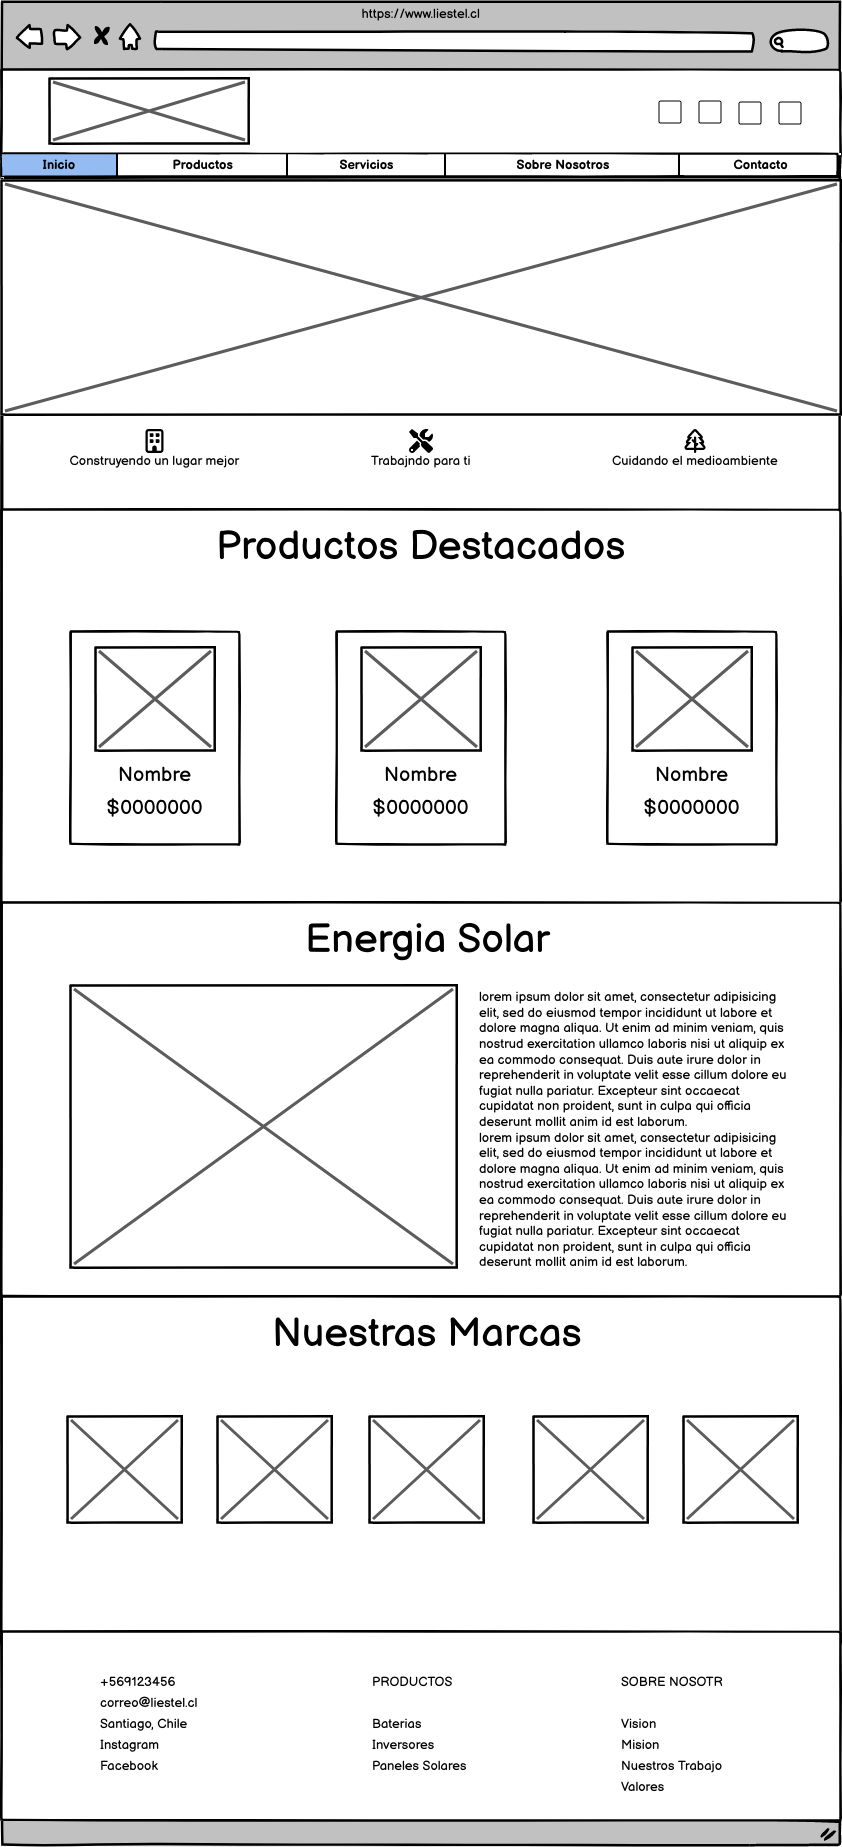 https://www.liestel.cl
Inicio Productos Servicios Sobre Nosotros Contacto
Construyendo un lugar mejor Trabajndo para ti Cuidando el medioambiente
Productos Destacados
Nombre Nombre Nombre
$0000000 $0000000 $0000000
Energia Solar
lorem ipsum dolor sit amet, consectetur adipisicing
elit, sed do eiusmod tempor incididunt ut labore et
dolore magna aliqua. Ut enim ad minim veniam, quis
nostrud exercitation ullamco laboris nisi ut aliquip ex
ea commodo consequat. Duis aute irure dolor in
reprehenderit in voluptate velit esse cillum dolore eu
fugiat nulla pariatur. Excepteur sint occaecat
cupidatat non proident, sunt in culpa qui officia
deserunt mollit anim id est laborum.
lorem ipsum dolor sit amet, consectetur adipisicing
elit, sed do eiusmod tempor incididunt ut labore et
dolore magna aliqua. Ut enim ad minim veniam, quis
nostrud exercitation ullamco laboris nisi ut aliquip ex
ea commodo consequat. Duis aute irure dolor in
reprehenderit in voluptate velit esse cillum dolore eu
fugiat nulla pariatur. Excepteur sint occaecat
cupidatat non proident, sunt in culpa qui officia
deserunt mollit anim id est laborum.
Nuestras Marcas
+569123456
correo@liestel.cl
Santiago, Chile
Instagram
Facebook
PRODUCTOS
Baterias
Inversores
Paneles Solares
SOBRE NOSOTR
Vision
Mision
Nuestros Trabajo
Valores